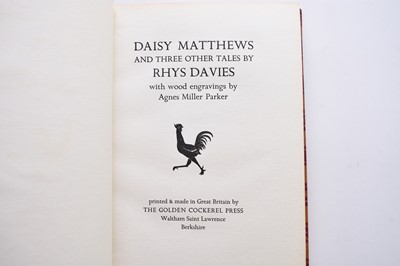 DAISY MATTHEWS
AND THREE OTHER TALES BY
RHYS DAVIES
with wood engravings by
Agnes Miller Parker
printed & made in Great Britain by
THE GOLDEN COCKEREL PRESS
Waltham Saint Lawrence
Berkshire